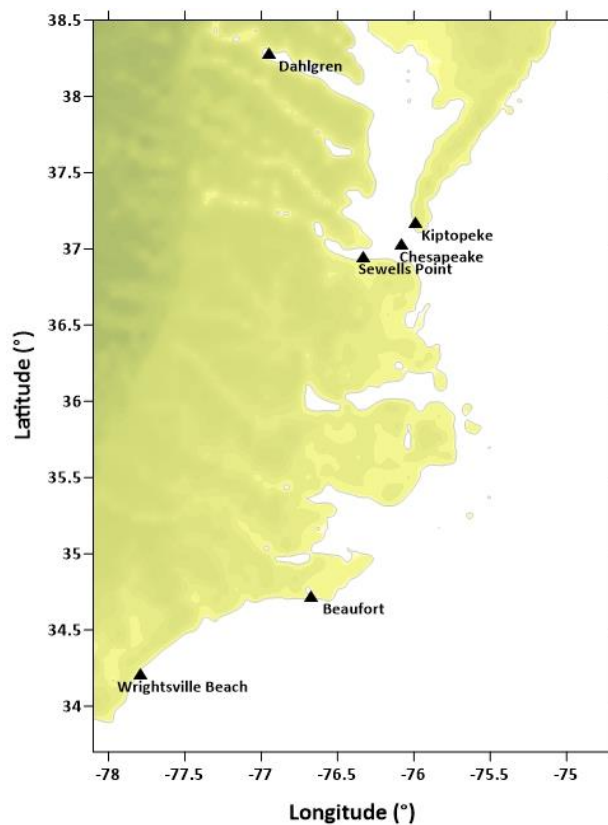 38.5
Dahlgren
38
37.5
Kiptopeke
37
Chesapeake
Sewells Point
36.5
Latitude (°)
36
35.5
35
Beaufort
34.5
Wrightsville Beach
34
-78 -77.5 -77 -76.5 -76 -75.5 -75
Longitude (°)